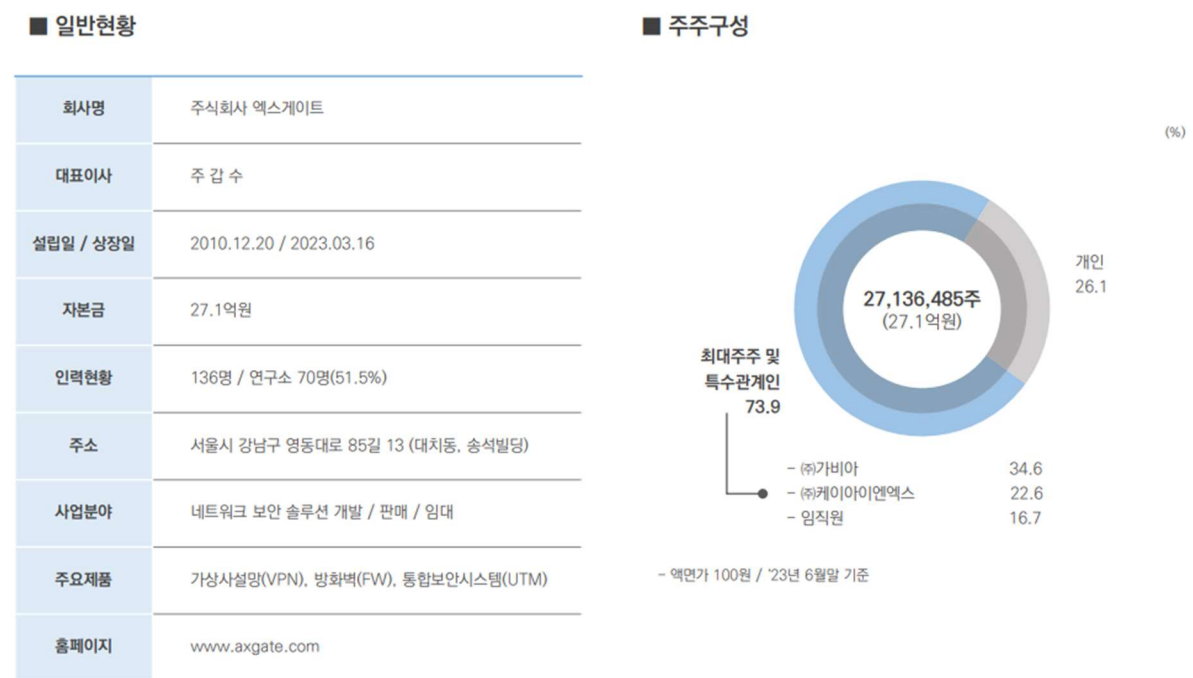 ■ 일반현황
회사명 주식회사 엑스게이트
대표이사 주 갑 수
설립일 / 상장일 2010.12.20 / 2023.03.16
자본금 27.1억원
인력현황 136명 / 연구소 70명(51.5%)
주소 서울시 강남구 영동대로 85길 13 (대치동, 송석빌딩)
사업분야 네트워크 보안 솔루션 개발 / 판매 / 임대
주요제품 가상사설망(VPN), 방화벽(FW), 통합보안시스템(UTM)
홈페이지 www.axgate.com
■ 주주구성
(%)
개인
26.1
27,136,485주
(27.1억원)
최대주주 및
특수관계인
73.9
- ㈜가비아 34.6
- ㈜케이아이엔엑스 22.6
- 임직원 16.7
- 액면가 100원 / '23년 6월말 기준